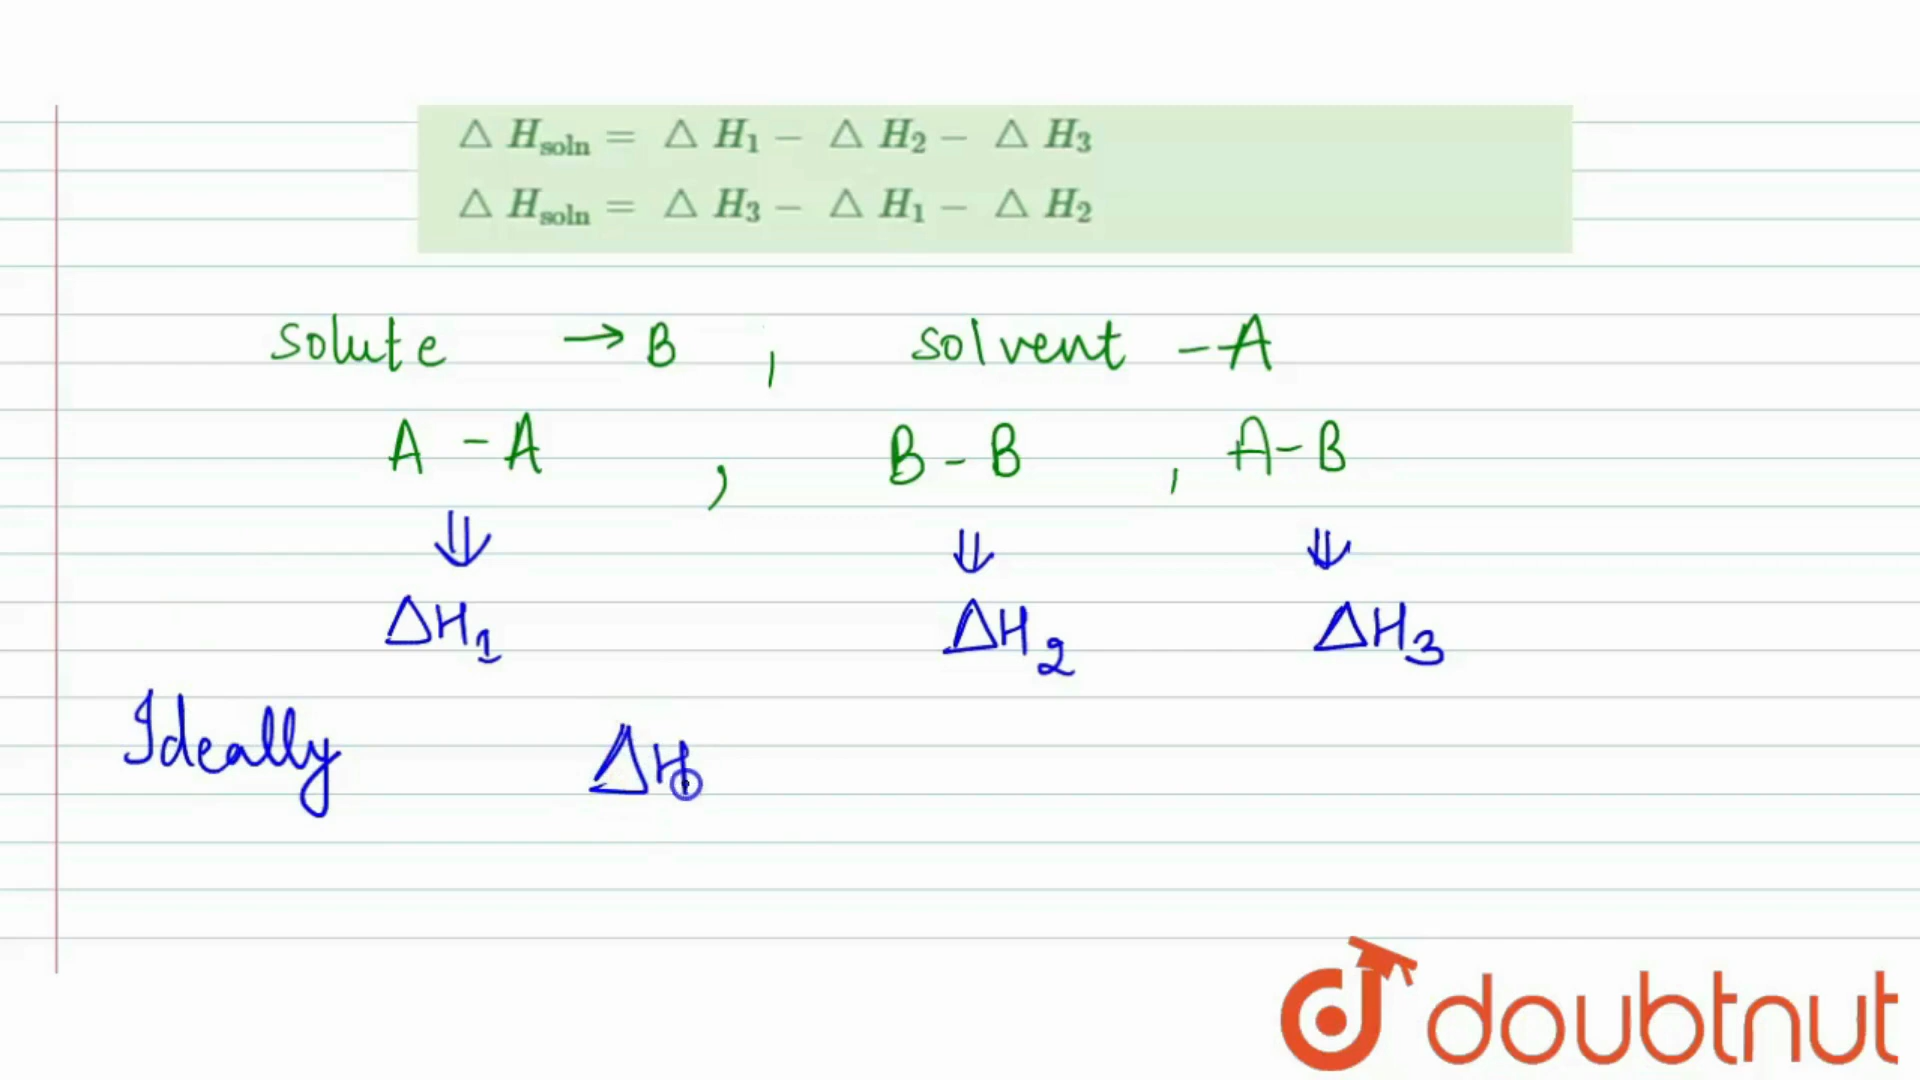 △ H_soln = △ H_1 − △ H_2 − △ H_3
△ H_soln = △ H_3 − △ H_1 − △ H_2
Solute → B , Solvent - A
A - A , B - B , A - B
⇓ ⇓ ⇓
ΔH_1 ΔH_2 ΔH_3
Ideally ΔH
doubtnut